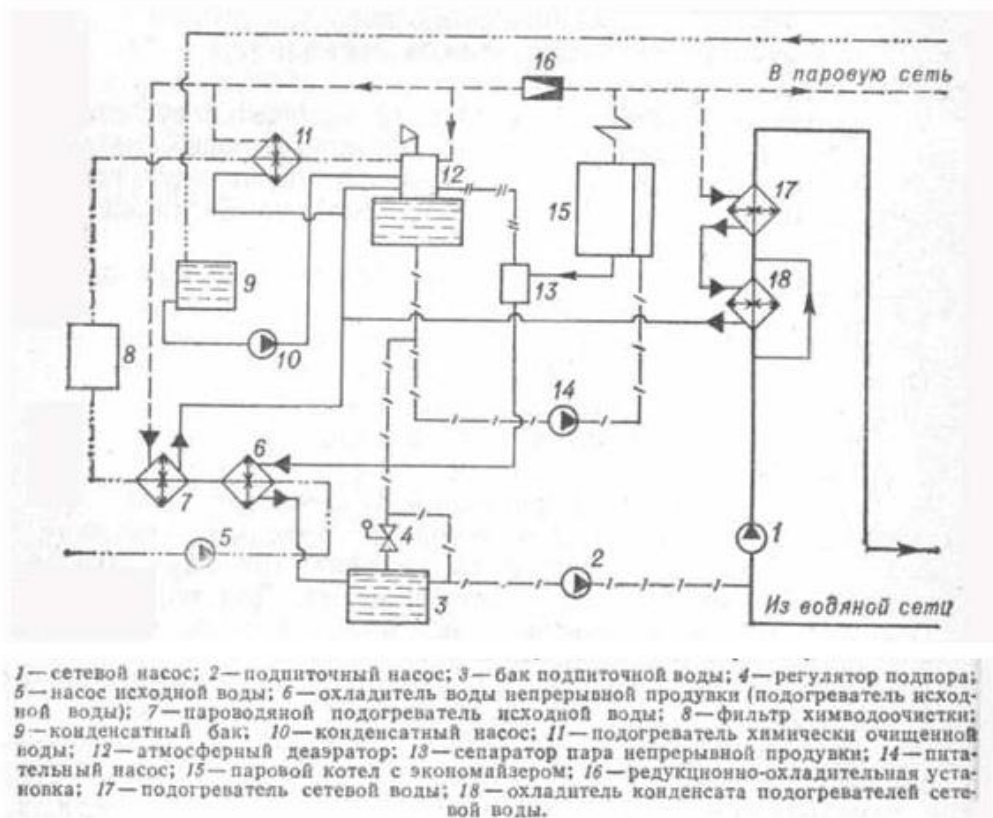 16
В паровую сеть
11
12
17
15
9
13
18
8
10
14
6
7
5
4
2
1
3
Из водяной сети
1—сетевой насос; 2—подпиточный насос; 3—бак подпиточной воды; 4—регулятор подпора;
5—насос исходной воды; 6—охладитель воды непрерывной продувки (подогреватель исход-
ной воды); 7—пароводяной подогреватель исходной воды; 8—фильтр химводоочистки;
9—конденсатный бак; 10—конденсатный насос; 11—подогреватель химически очищенной
воды; 12—атмосферный деаэратор; 13—сепаратор пара непрерывной продувки; 14—пита-
тельный насос; 15—паровой котел с экономайзером; 16—редукционно-охладительная уста-
новка; 17—подогреватель сетевой воды; 18—охладитель конденсата подогревателей сете-
вой воды.